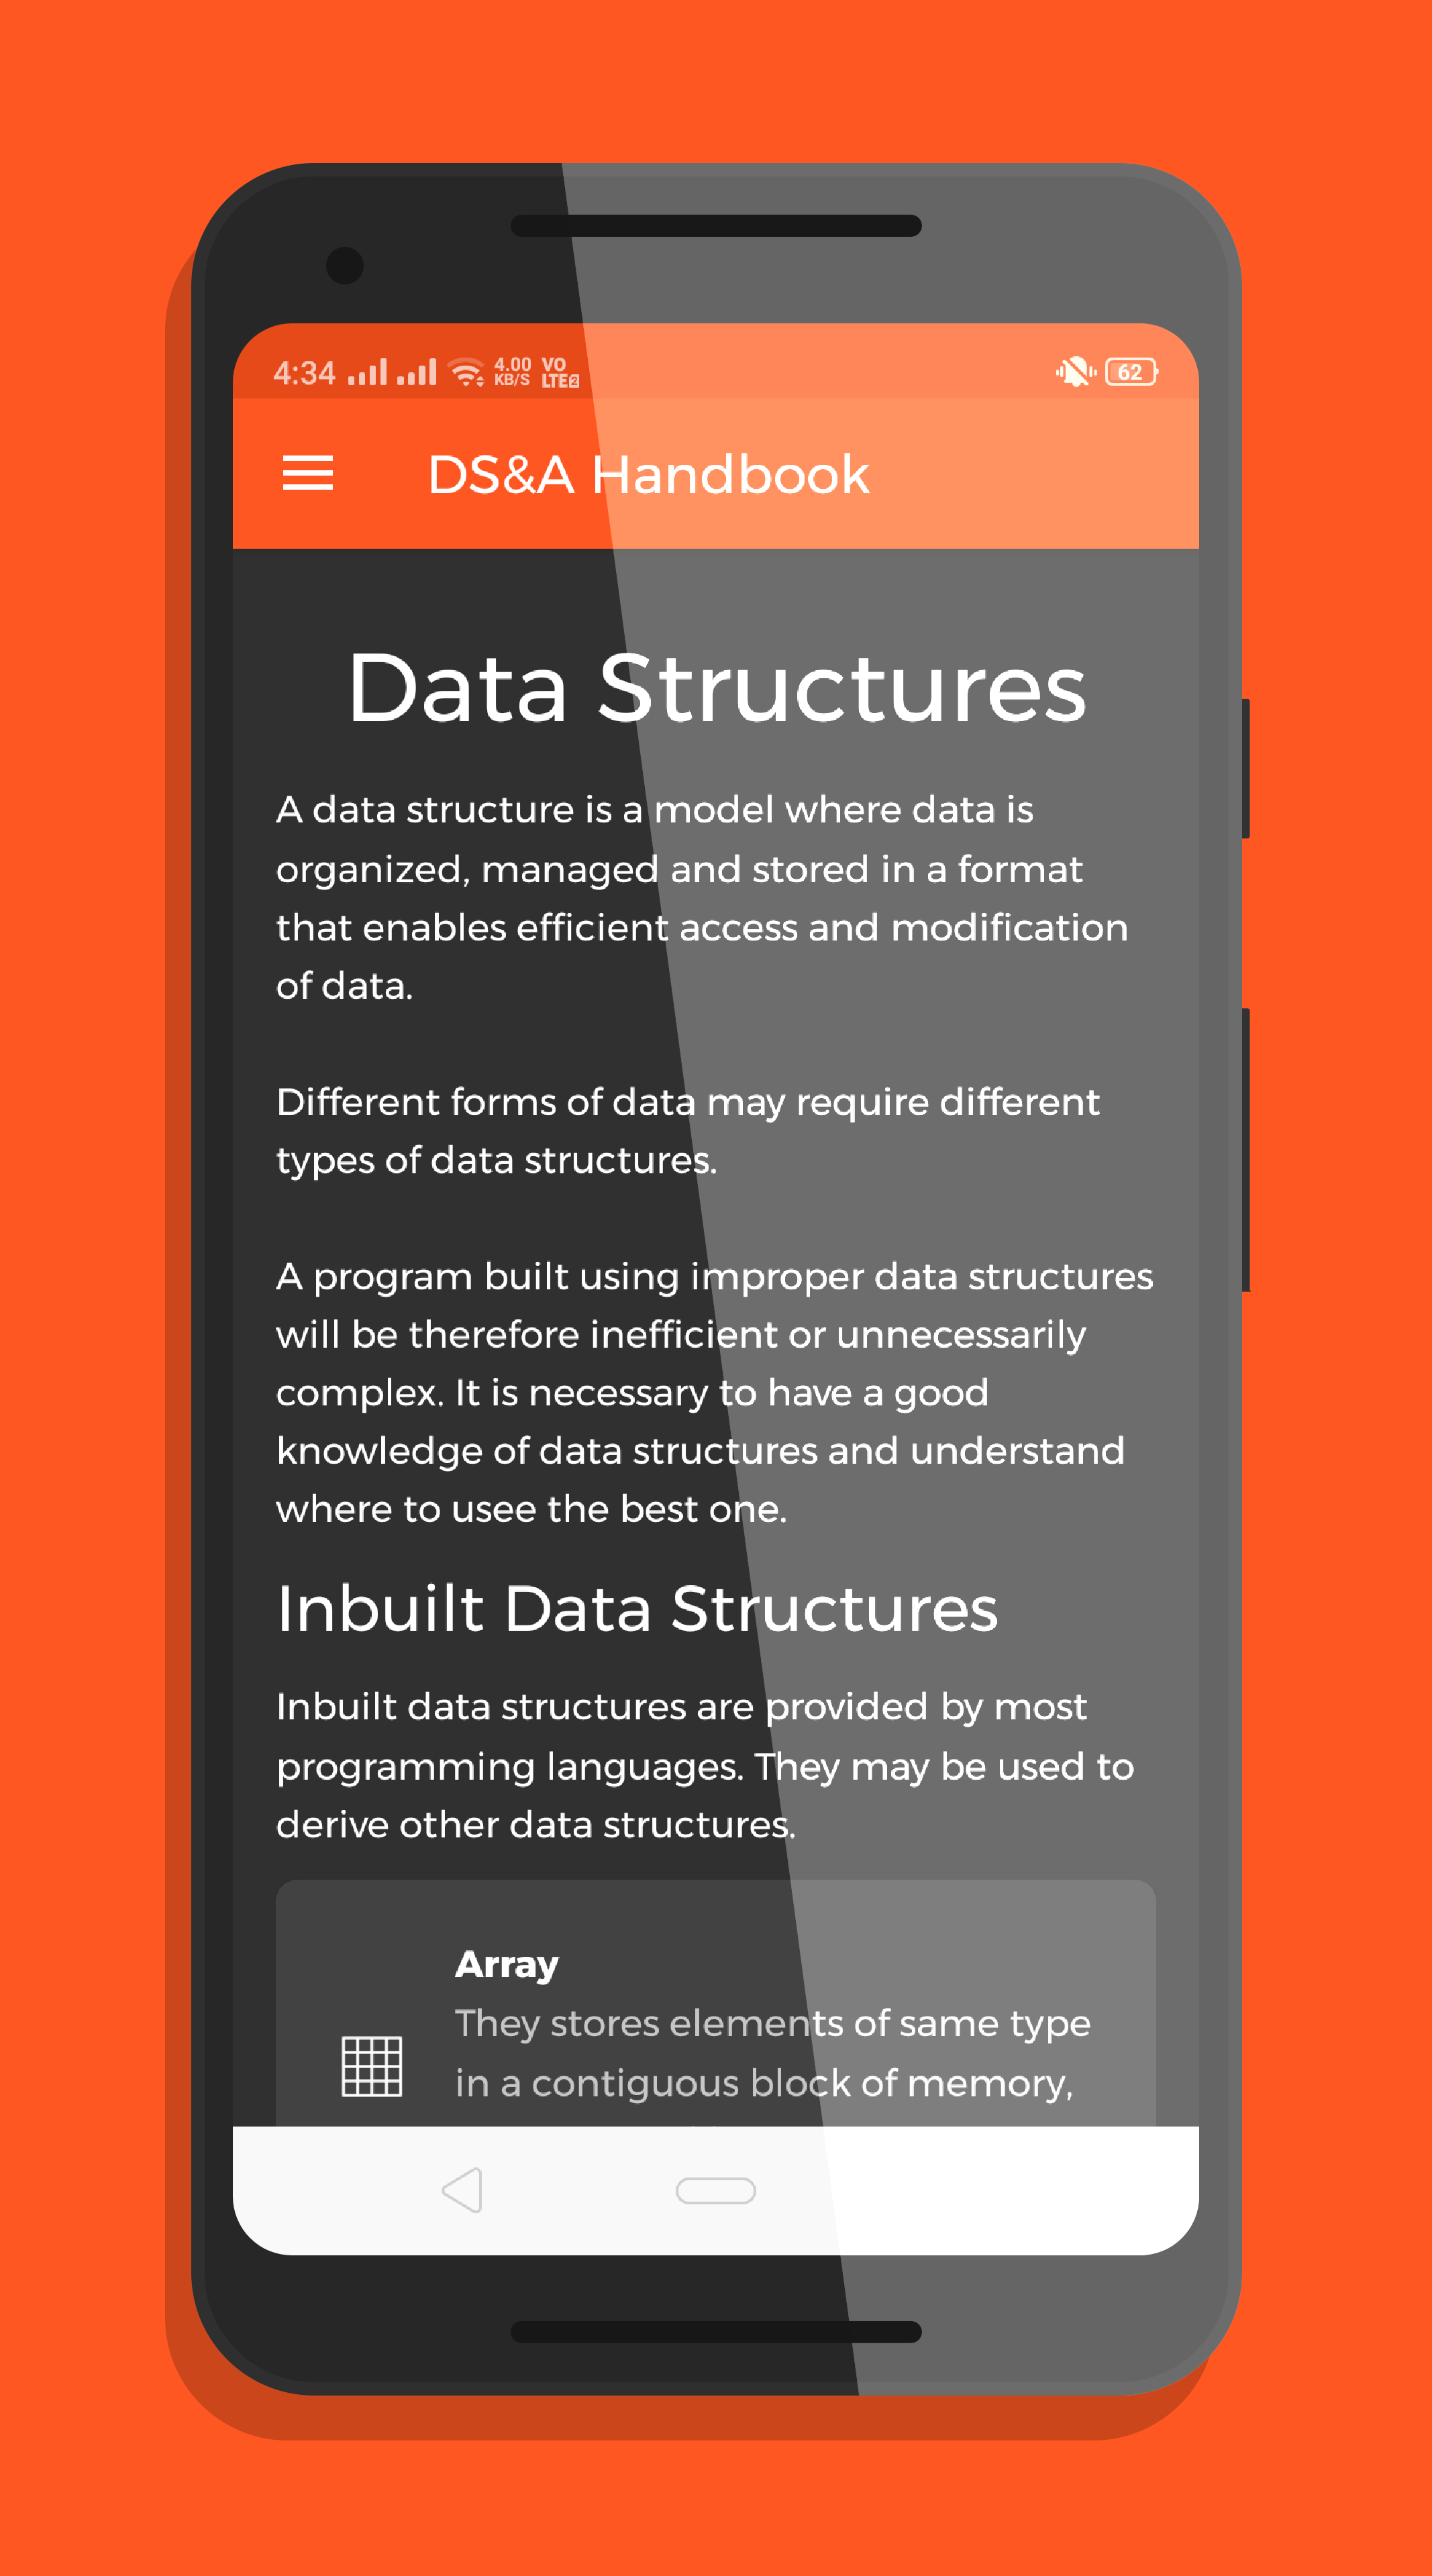 4:34 4.00 KB/S VO LTE2 62
DS&A Handbook
Data Structures
A data structure is a model where data is
organized, managed and stored in a format
that enables efficient access and modification
of data.
Different forms of data may require different
types of data structures.
A program built using improper data structures
will be therefore inefficient or unnecessarily
complex. It is necessary to have a good
knowledge of data structures and understand
where to usee the best one.
Inbuilt Data Structures
Inbuilt data structures are provided by most
programming languages. They may be used to
derive other data structures.
Array
They stores elements of same type
in a contiguous block of memory,